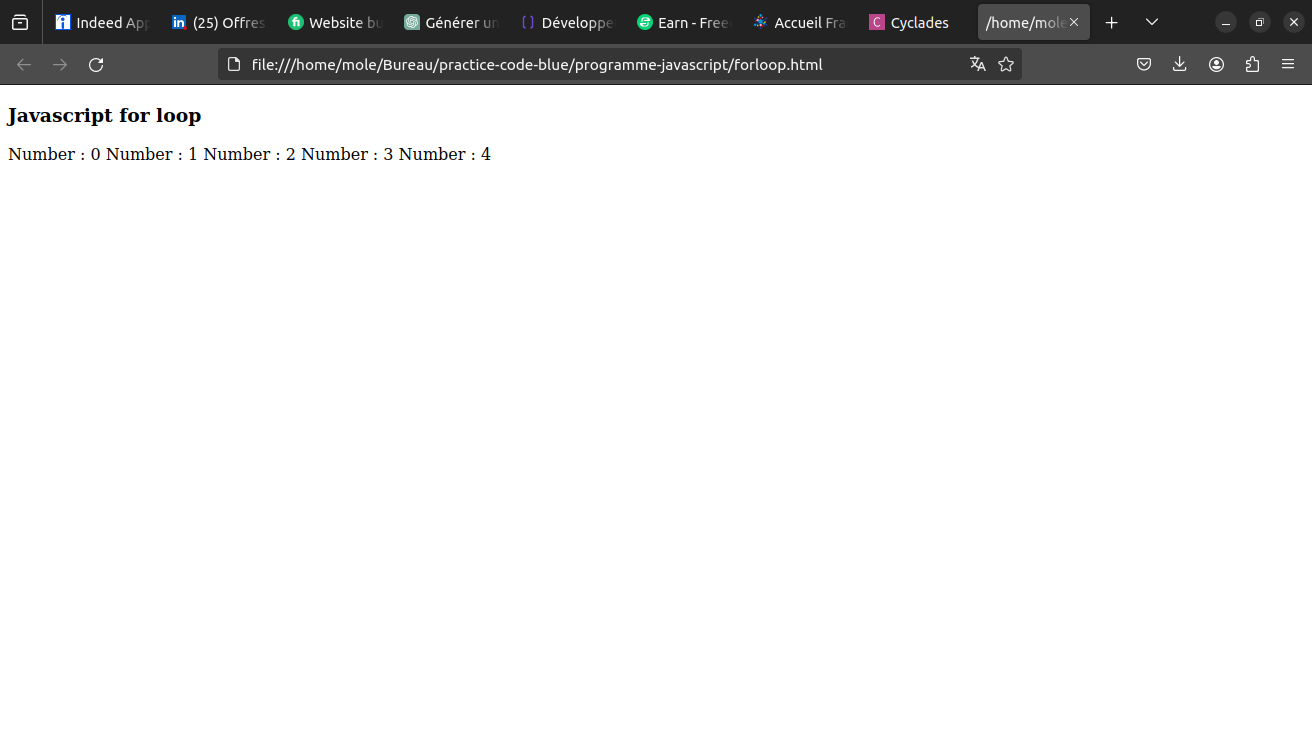 Indeed App
(25) Offres
Website bu
Générer un
Développe
Earn - Free
Accueil Fra
Cyclades
/home/mole
file:///home/mole/Bureau/practice-code-blue/programme-javascript/forloop.html
Javascript for loop
Number : 0 Number : 1 Number : 2 Number : 3 Number : 4